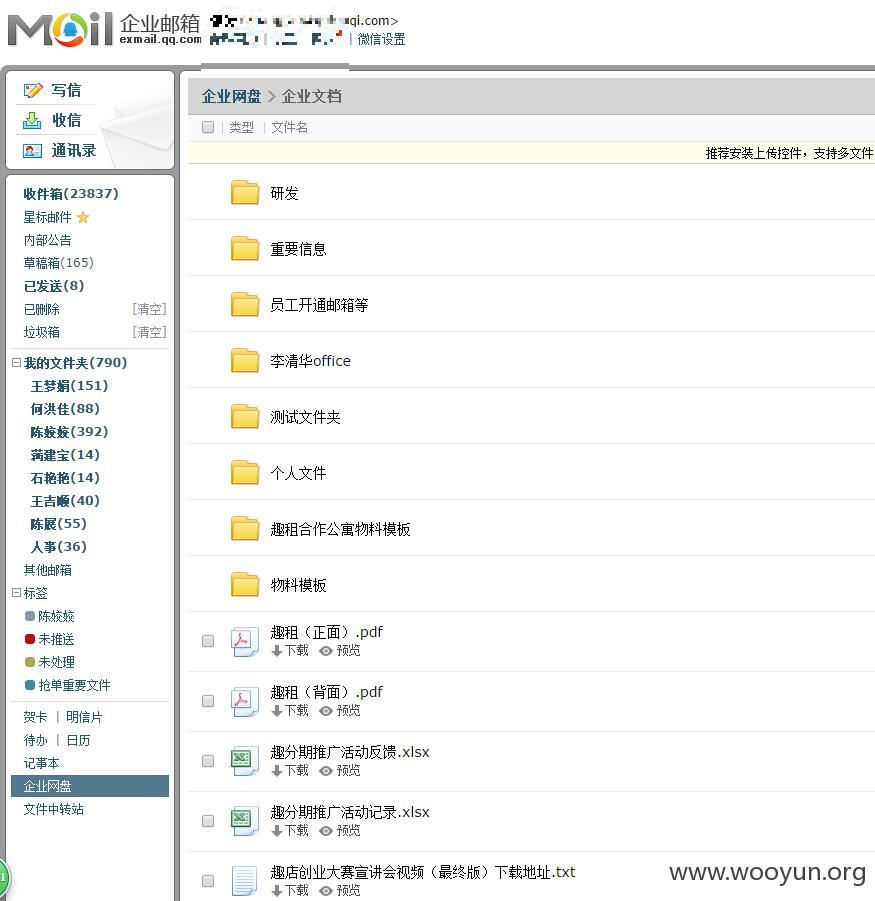 Mail 企业邮箱
exmail.qq.com
qi.com>
| 微信设置
写信
收信
通讯录
收件箱(23837)
星标邮件
内部公告
草稿箱(165)
已发送(8)
已删除 [清空]
垃圾箱 [清空]
我的文件夹(790)
王梦娟(151)
何洪佳(88)
陈姣姣(392)
蒲建宝(14)
石艳艳(14)
王吉顺(40)
陈展(55)
人事(36)
其他邮箱
标签
陈姣姣
未推送
未处理
抢单重要文件
贺卡 | 明信片
待办 | 日历
记事本
企业网盘
文件中转站
企业网盘 > 企业文档
类型 | 文件名
推荐安装上传控件，支持多文件
研发
重要信息
员工开通邮箱等
李清华office
测试文件夹
个人文件
趣租合作公寓物料模板
物料模板
趣租（正面）.pdf
下载 预览
趣租（背面）.pdf
下载 预览
趣分期推广活动反馈.xlsx
下载 预览
趣分期推广活动记录.xlsx
下载 预览
趣店创业大赛宣讲会视频（最终版）下载地址.txt
下载 预览
www.wooyun.org